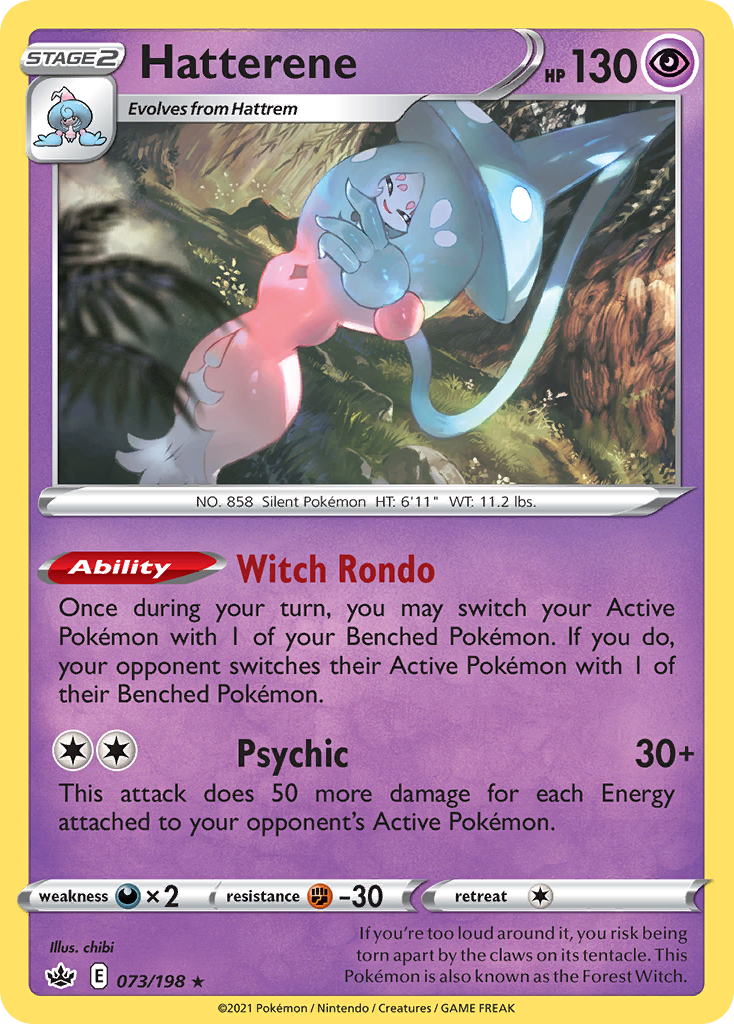 STAGE 2
Hatterene
HP 130
Evolves from Hattrem
NO. 858 Silent Pokémon HT: 6'11" WT: 11.2 lbs.
Ability Witch Rondo
Once during your turn, you may switch your Active
Pokémon with 1 of your Benched Pokémon. If you do,
your opponent switches their Active Pokémon with 1 of
their Benched Pokémon.
Psychic 30+
This attack does 50 more damage for each Energy
attached to your opponent's Active Pokémon.
weakness ×2 resistance -30 retreat
Illus. chibi
If you're too loud around it, you risk being
torn apart by the claws on its tentacle. This
Pokémon is also known as the Forest Witch.
E 073/198 ★
©2021 Pokémon / Nintendo / Creatures / GAME FREAK